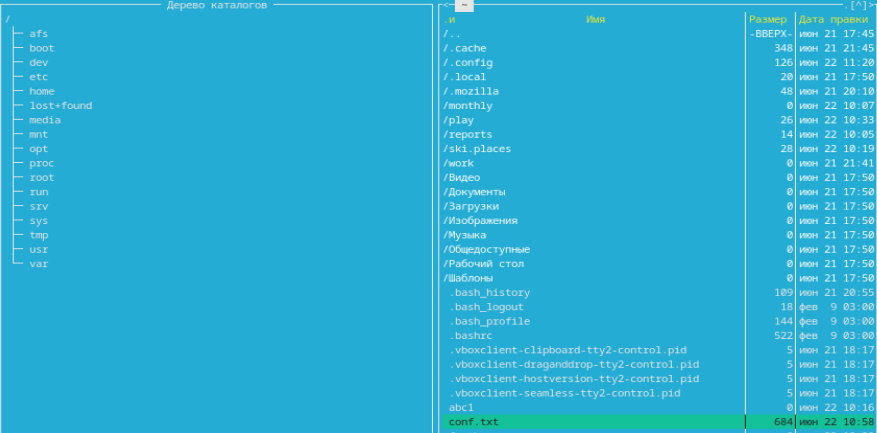 Дерево каталогов
/
afs
boot
dev
etc
home
lost+found
media
mnt
opt
proc
root
run
srv
sys
tmp
usr
var
<- ~ .[^]>
.и Имя Размер Дата правки
/.. -ВВЕРХ- июн 21 17:45
/.cache 348 июн 21 21:45
/.config 126 июн 22 11:20
/.local 20 июн 21 17:50
/.mozilla 48 июн 21 20:10
/monthly 0 июн 22 10:07
/play 26 июн 22 10:33
/reports 14 июн 22 10:05
/ski.places 28 июн 22 10:19
/work 0 июн 21 21:41
/Видео 0 июн 21 17:50
/Документы 0 июн 21 17:50
/Загрузки 0 июн 21 17:50
/Изображения 0 июн 21 17:50
/Музыка 0 июн 21 17:50
/Общедоступные 0 июн 21 17:50
/Рабочий стол 0 июн 21 17:50
/Шаблоны 0 июн 21 17:50
.bash_history 109 июн 21 20:55
.bash_logout 18 фев 9 03:00
.bash_profile 144 фев 9 03:00
.bashrc 522 фев 9 03:00
.vboxclient-clipboard-tty2-control.pid 5 июн 21 18:17
.vboxclient-draganddrop-tty2-control.pid 5 июн 21 18:17
.vboxclient-hostversion-tty2-control.pid 5 июн 21 18:17
.vboxclient-seamless-tty2-control.pid 5 июн 21 18:17
abc1 0 июн 22 10:16
conf.txt 684 июн 22 10:58